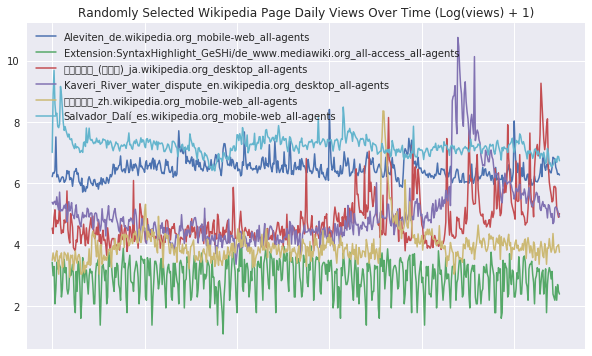 Randomly Selected Wikipedia Page Daily Views Over Time (Log(views) + 1)
Aleviten_de.wikipedia.org_mobile-web_all-agents
Extension:SyntaxHighlight_GeSHi/de_www.mediawiki.org_all-access_all-agents
_ja.wikipedia.org_desktop_all-agents
Kaveri_River_water_dispute_en.wikipedia.org_desktop_all-agents
_zh.wikipedia.org_mobile-web_all-agents
Salvador_Dalí_es.wikipedia.org_mobile-web_all-agents
10
8
6
4
2